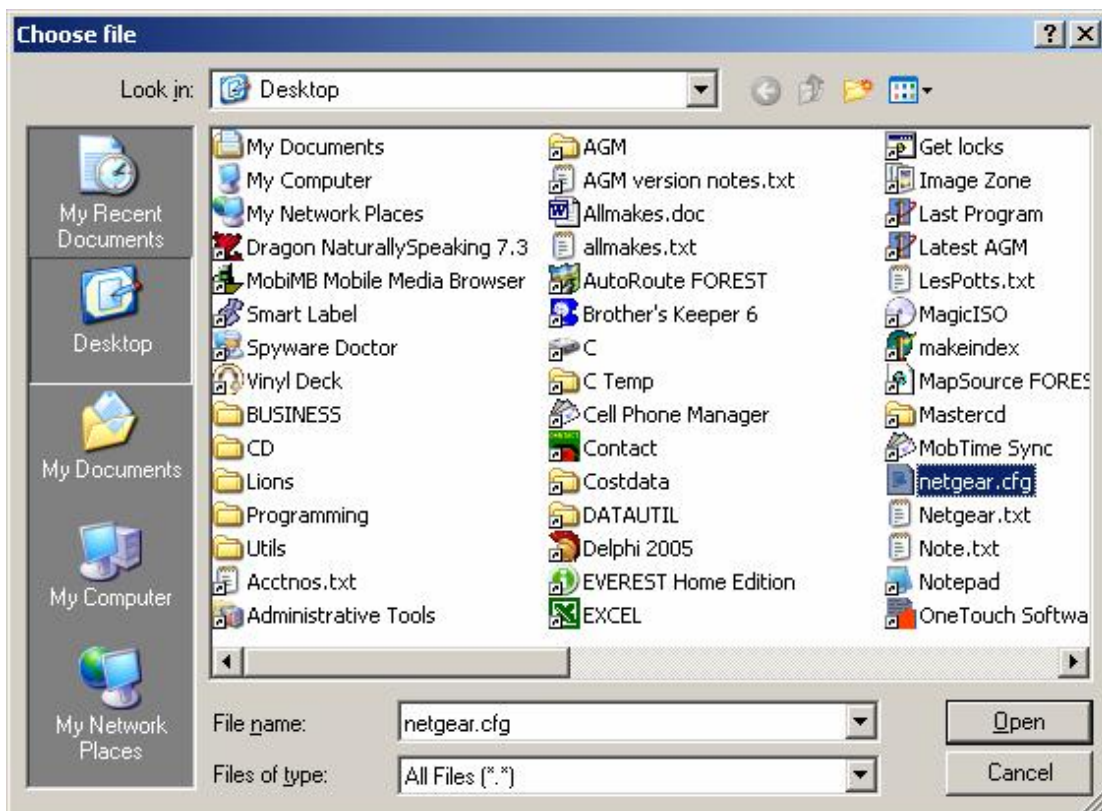 Choose file
Look in:
Desktop
My Recent
Documents
Desktop
My Documents
My Computer
My Network
Places
My Documents
My Computer
My Network Places
Dragon NaturallySpeaking 7.3
MobiMB Mobile Media Browser
Smart Label
Spyware Doctor
Vinyl Deck
BUSINESS
CD
Lions
Programming
Utils
Acctnos.txt
Administrative Tools
AGM
AGM version notes.txt
Allmakes.doc
allmakes.txt
AutoRoute FOREST
Brother's Keeper 6
C
C Temp
Cell Phone Manager
Contact
Costdata
DATAUTIL
Delphi 2005
EVEREST Home Edition
EXCEL
Get locks
Image Zone
Last Program
Latest AGM
LesPotts.txt
MagicISO
makeindex
MapSource FORES
Mastercd
MobTime Sync
netgear.cfg
Netgear.txt
Note.txt
Notepad
OneTouch Softwa
File name:
netgear.cfg
Open
Files of type:
All Files (*.*)
Cancel